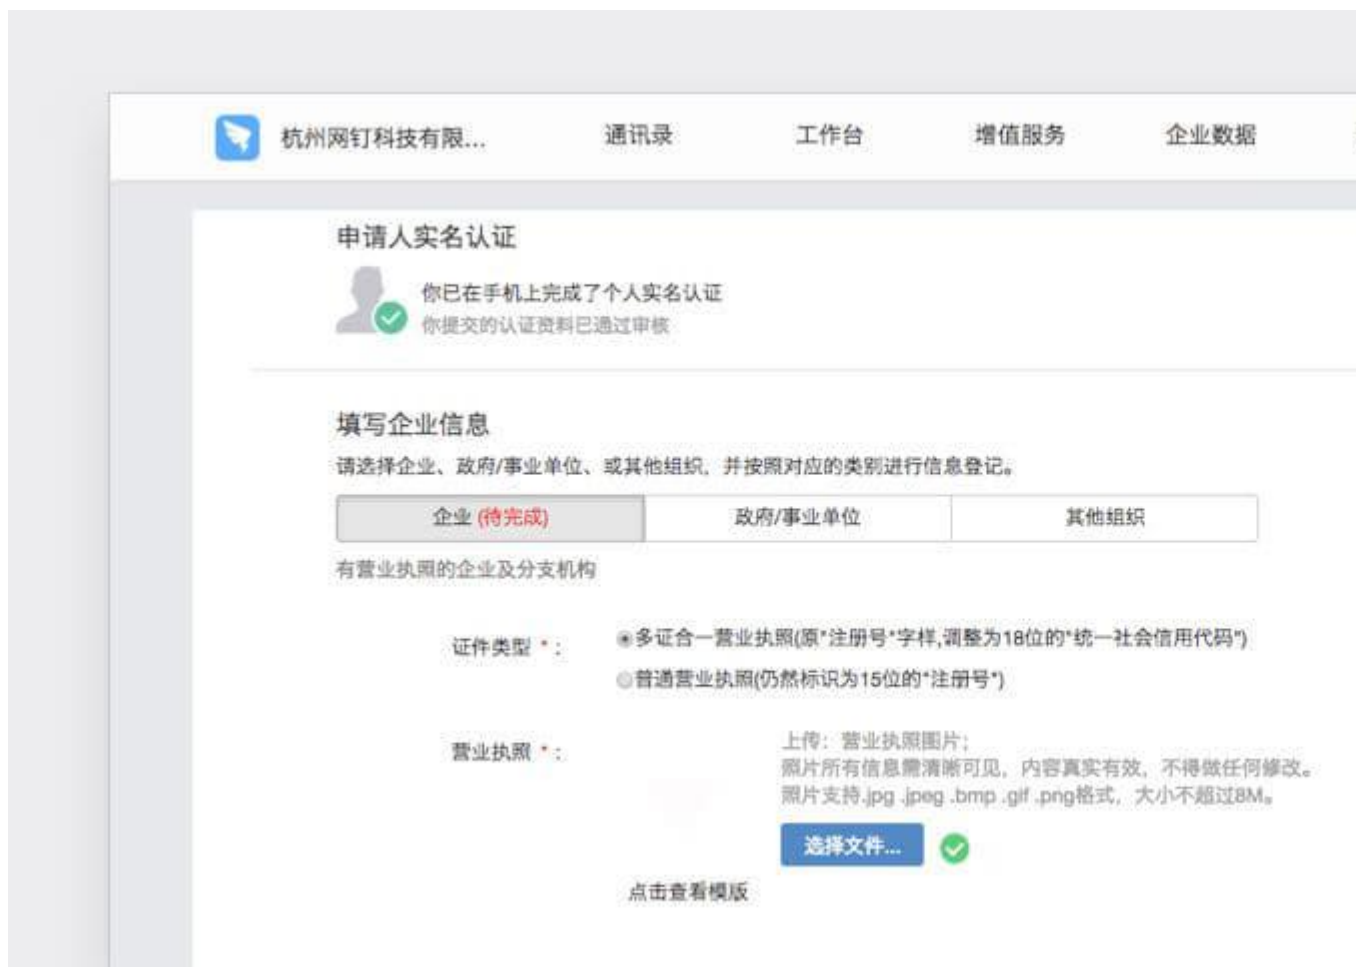 杭州网钉科技有限... 通讯录 工作台 增值服务 企业数据
申请人实名认证
你已在手机上完成了个人实名认证
你提交的认证资料已通过审核
填写企业信息
请选择企业、政府/事业单位、或其他组织，并按照对应的类别进行信息登记。
企业 (待完成) 政府/事业单位 其他组织
有营业执照的企业及分支机构
证件类型 * : 多证合一营业执照(原"注册号"字样,调整为18位的"统一社会信用代码")
普通营业执照(仍然标识为15位的"注册号")
营业执照 * : 上传：营业执照图片；
照片所有信息需清晰可见，内容真实有效，不得做任何修改。
照片支持.jpg .jpeg .bmp .gif .png格式，大小不超过8M。
选择文件...
点击查看模版